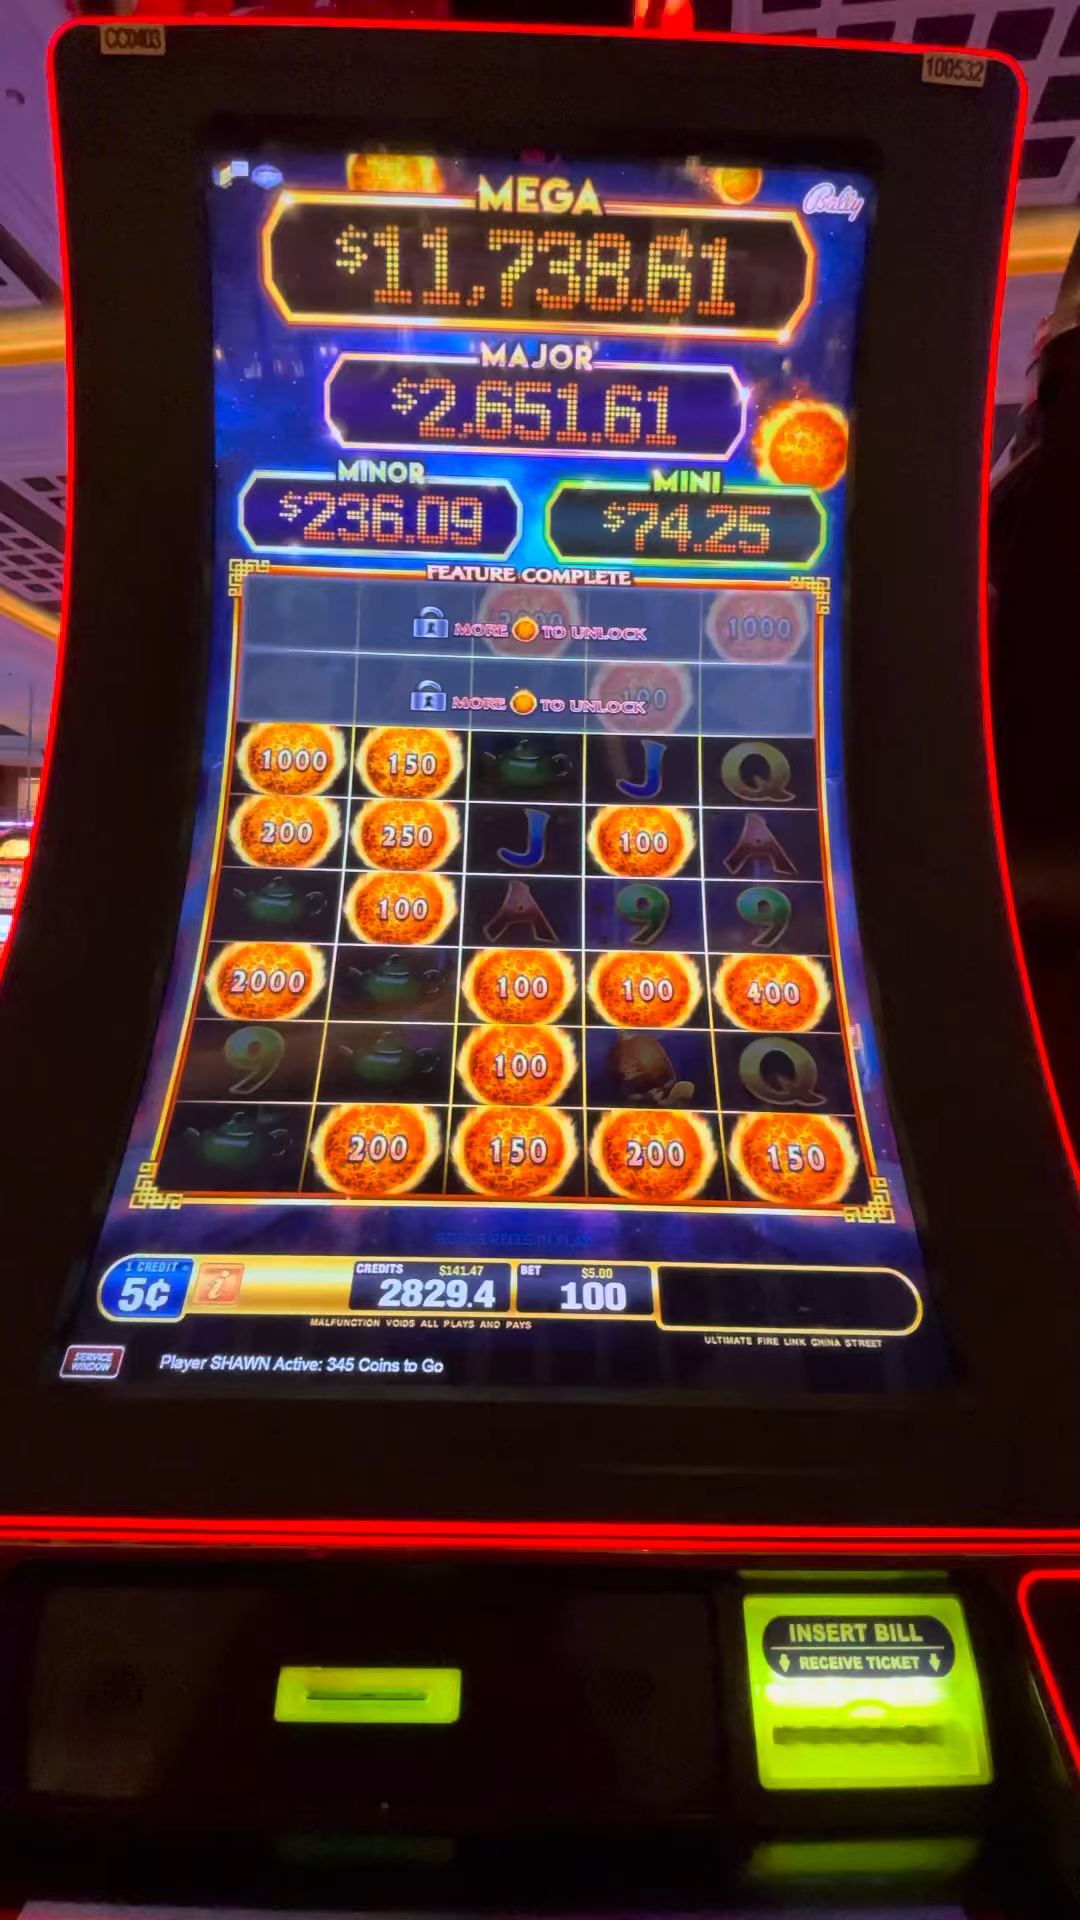 CC0403
100532
Bally
MEGA
$11,738.61
MAJOR
$2,651.61
MINOR
MINI
$236.09
$74.25
FEATURE COMPLETE
1000
MORE TO UNLOCK
100
MORE TO UNLOCK
1000 150 J Q
200 250 J 100 A
100 A 9 9
2000 100 100 400
9 100 Q
200 150 200 150
1 CREDIT =
5¢
CREDITS $141.47
2829.4
BET $5.00
100
MALFUNCTION VOIDS ALL PLAYS AND PAYS
ULTIMATE FIRE LINK CHINA STREET
SERVICE WINDOW
Player SHAWN Active: 345 Coins to Go
INSERT BILL
RECEIVE TICKET